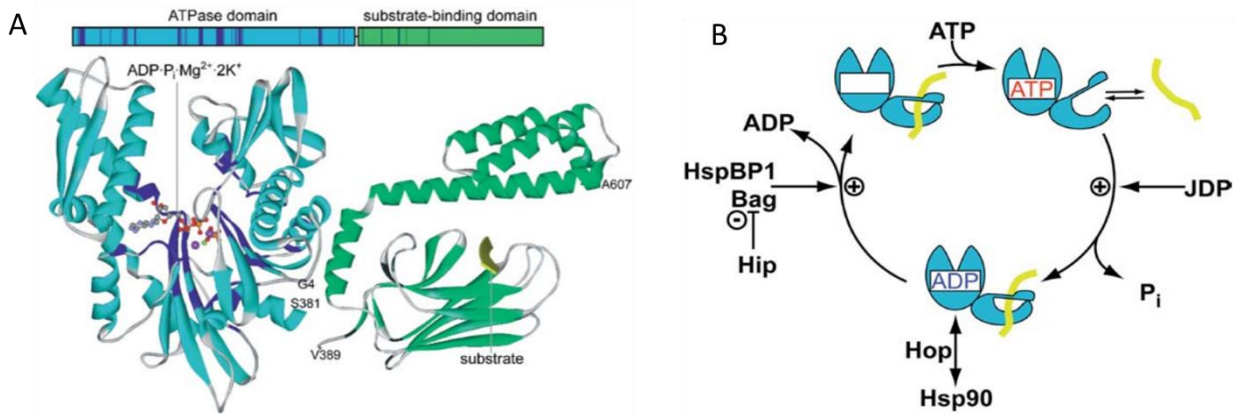 A
ATPase domain
substrate-binding domain
ADP·Pᵢ·Mg²⁺·2K⁺
A607
G4
S381
V389
substrate
B
ATP
ATP
ADP
HspBP1
Bag
Hip
JDP
ADP
Pᵢ
Hop
Hsp90